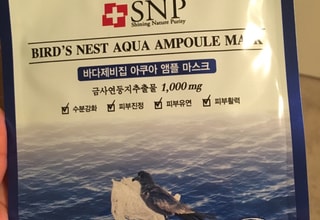 SNP
Shining Nature Purity
BIRD'S NEST AQUA AMPOULE MASK
바다제비집 아쿠아 앰플 마스크
금사연둥지추출물 1,000mg
수분강화 피부진정 피부유연 피부활력